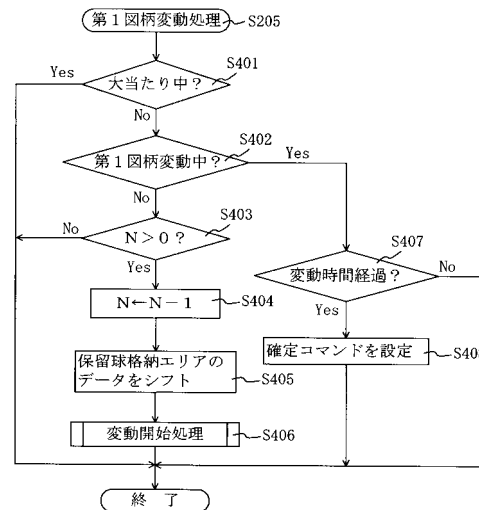 第１図柄変動処理
S205
Yes
S401
大当たり中？
No
S402
第１図柄変動中？
Yes
No
No
S403
Ｎ＞０？
S407
Yes
変動時間経過？
No
Ｎ←Ｎ－１
S404
Yes
保留球格納エリアの
データをシフト
S405
確定コマンドを設定
S408
変動開始処理
S406
終 了